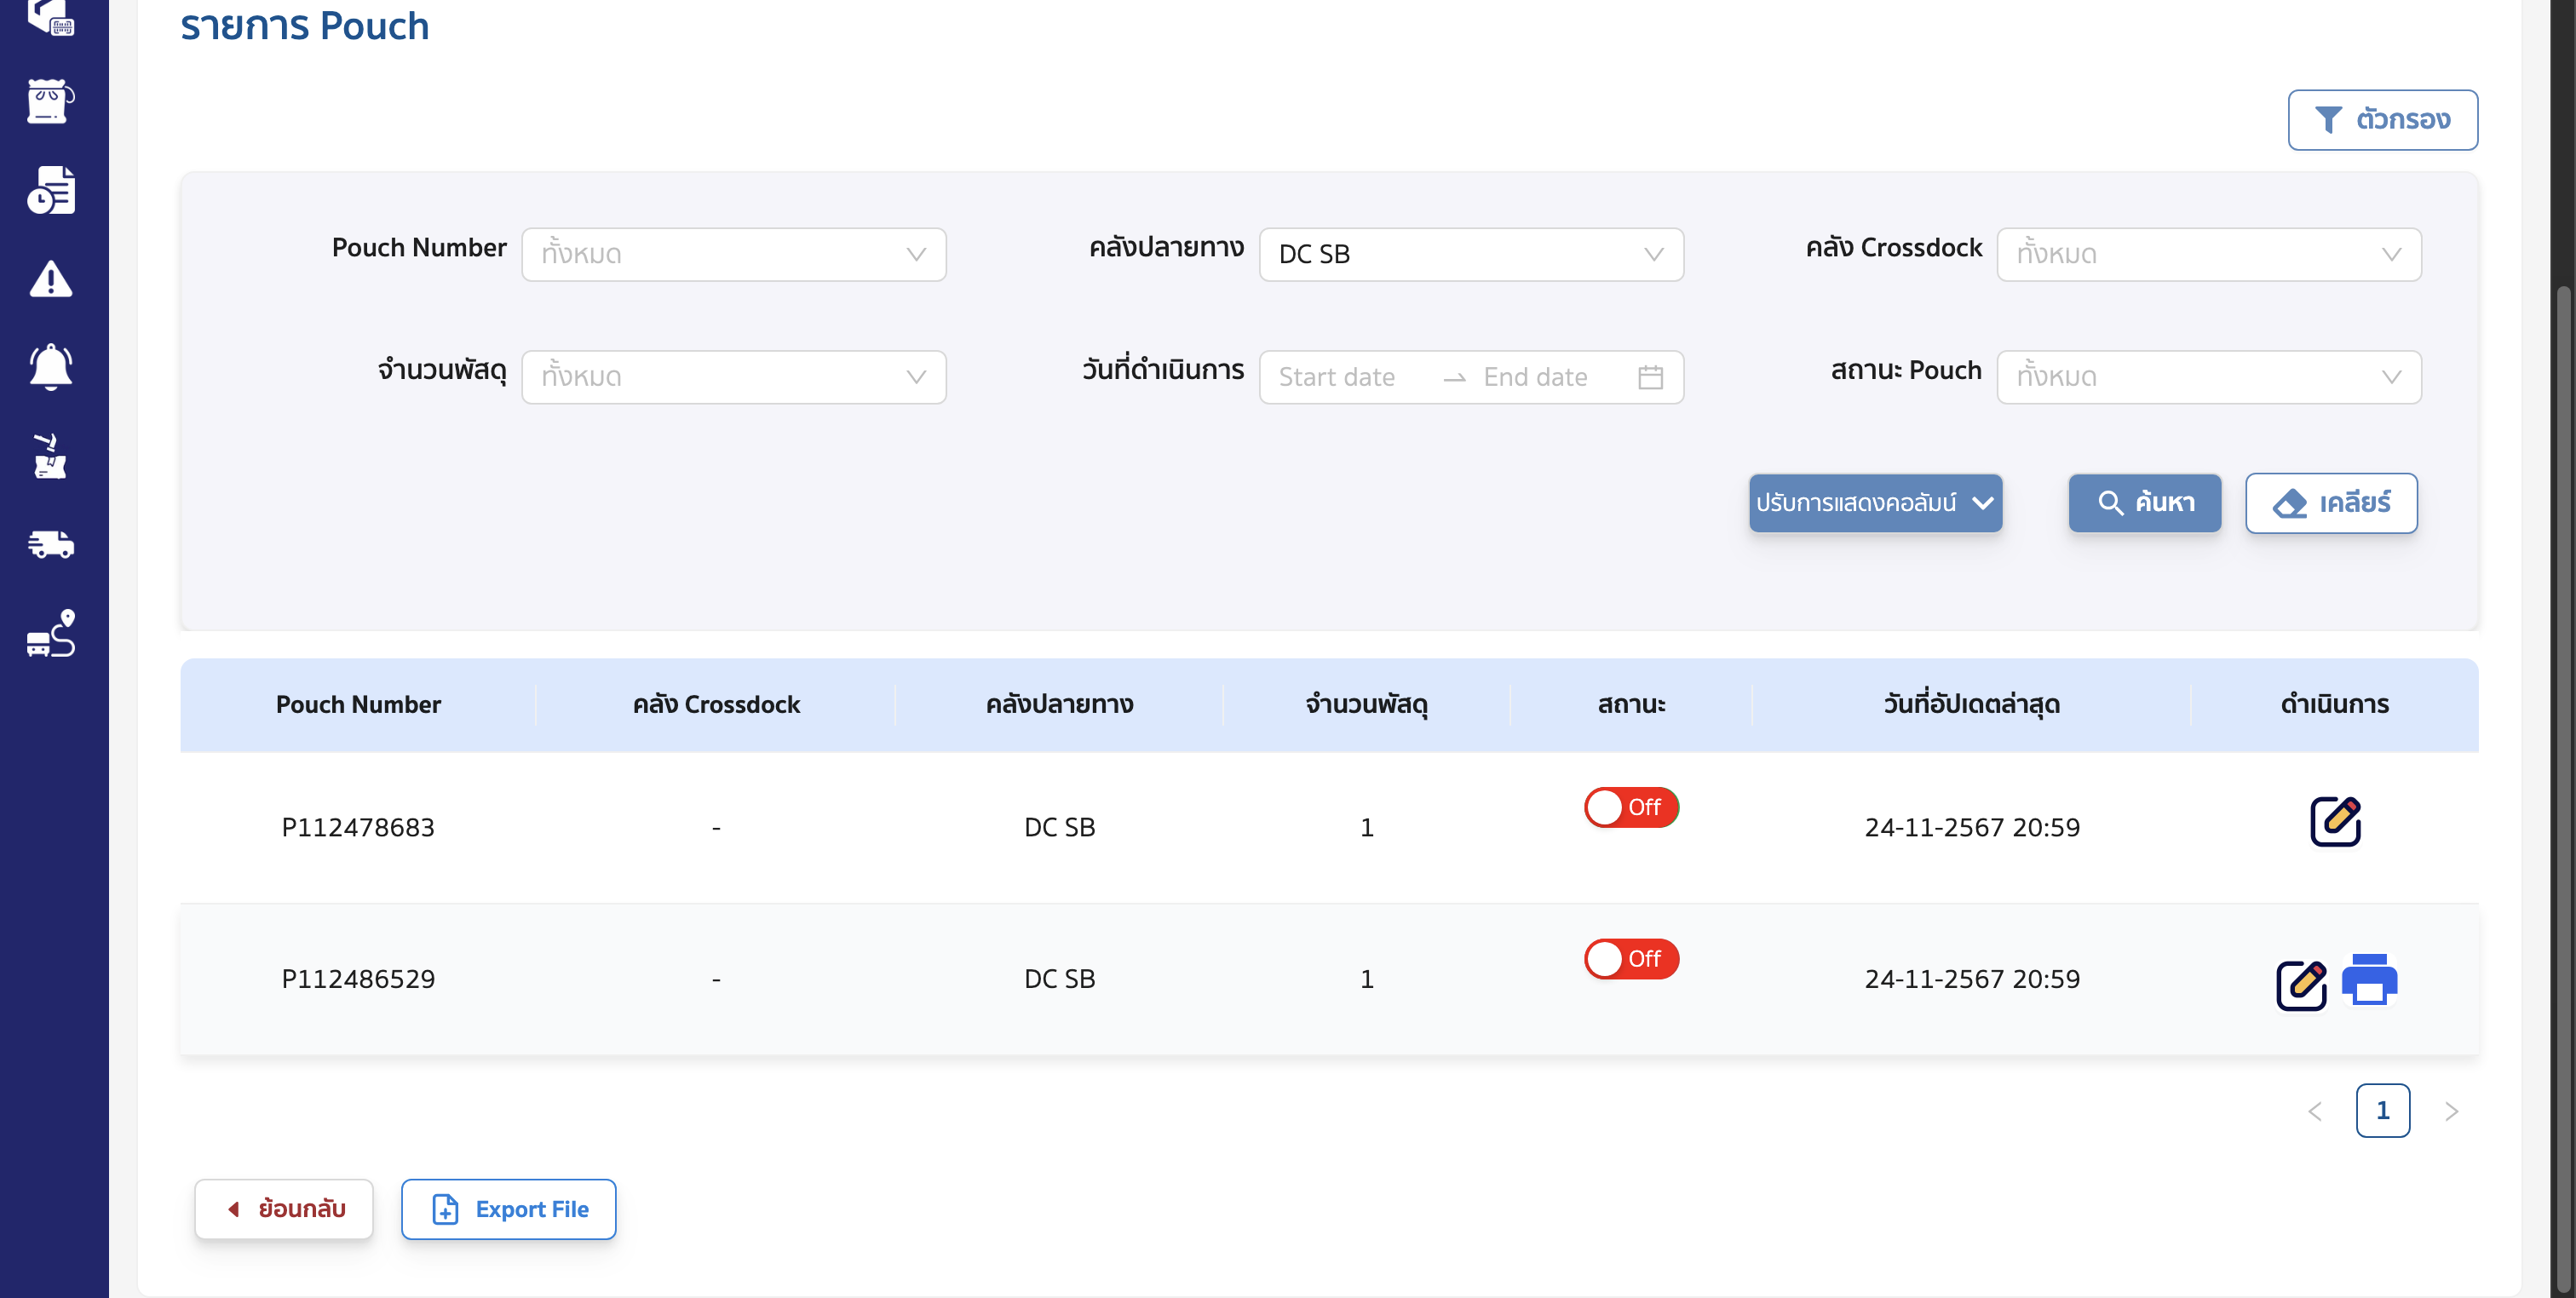 รายการ Pouch
ตัวกรอง
Pouch Number ทั้งหมด คลังปลายทาง DC SB คลัง Crossdock ทั้งหมด
จำนวนพัสดุ ทั้งหมด วันที่ดำเนินการ Start date → End date สถานะ Pouch ทั้งหมด
ปรับการแสดงคอลัมน์ ค้นหา เคลียร์
Pouch Number คลัง Crossdock คลังปลายทาง จำนวนพัสดุ สถานะ วันที่อัปเดตล่าสุด ดำเนินการ
P112478683 - DC SB 1 Off 24-11-2567 20:59
P112486529 - DC SB 1 Off 24-11-2567 20:59
< 1 >
ย้อนกลับ Export File